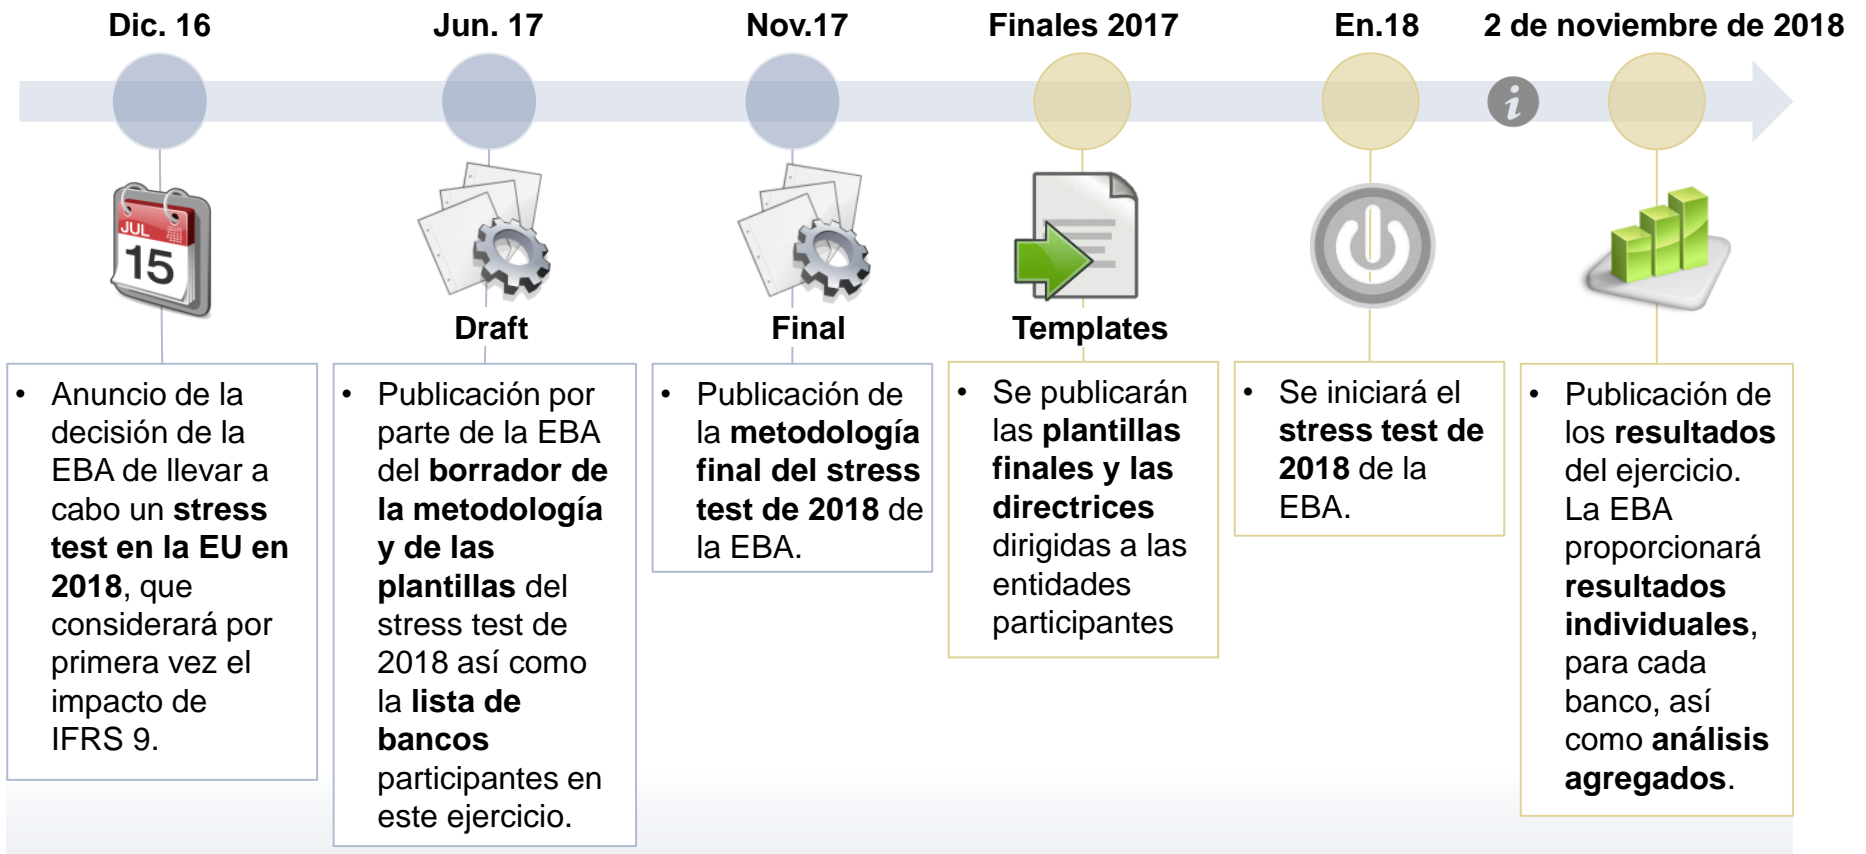 Dic. 16
Jun. 17
Nov.17
Finales 2017
En.18
2 de noviembre de 2018
i
JUL
15
Draft
Final
Templates
• Anuncio de la
decisión de la
EBA de llevar a
cabo un stress
test en la EU en
2018, que
considerará por
primera vez el
impacto de
IFRS 9.
• Publicación por
parte de la EBA
del borrador de
la metodología
y de las
plantillas del
stress test de
2018 así como
la lista de
bancos
participantes en
este ejercicio.
• Publicación de
la metodología
final del stress
test de 2018 de
la EBA.
• Se publicarán
las plantillas
finales y las
directrices
dirigidas a las
entidades
participantes
• Se iniciará el
stress test de
2018 de la
EBA.
• Publicación de
los resultados
del ejercicio.
La EBA
proporcionará
resultados
individuales,
para cada
banco, así
como análisis
agregados.